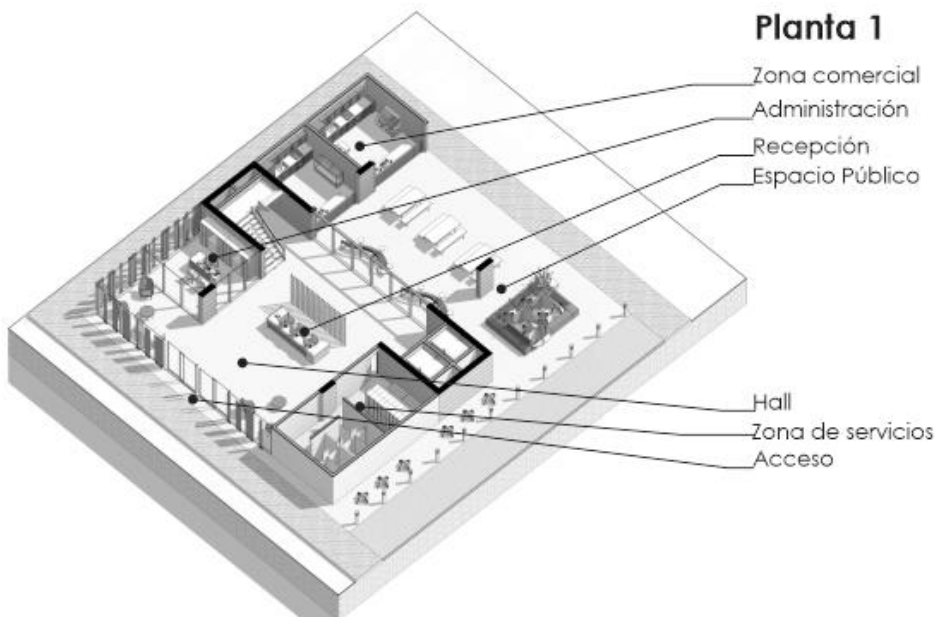 Planta 1
Zona comercial
Administración
Recepción
Espacio Público
Hall
Zona de servicios
Acceso